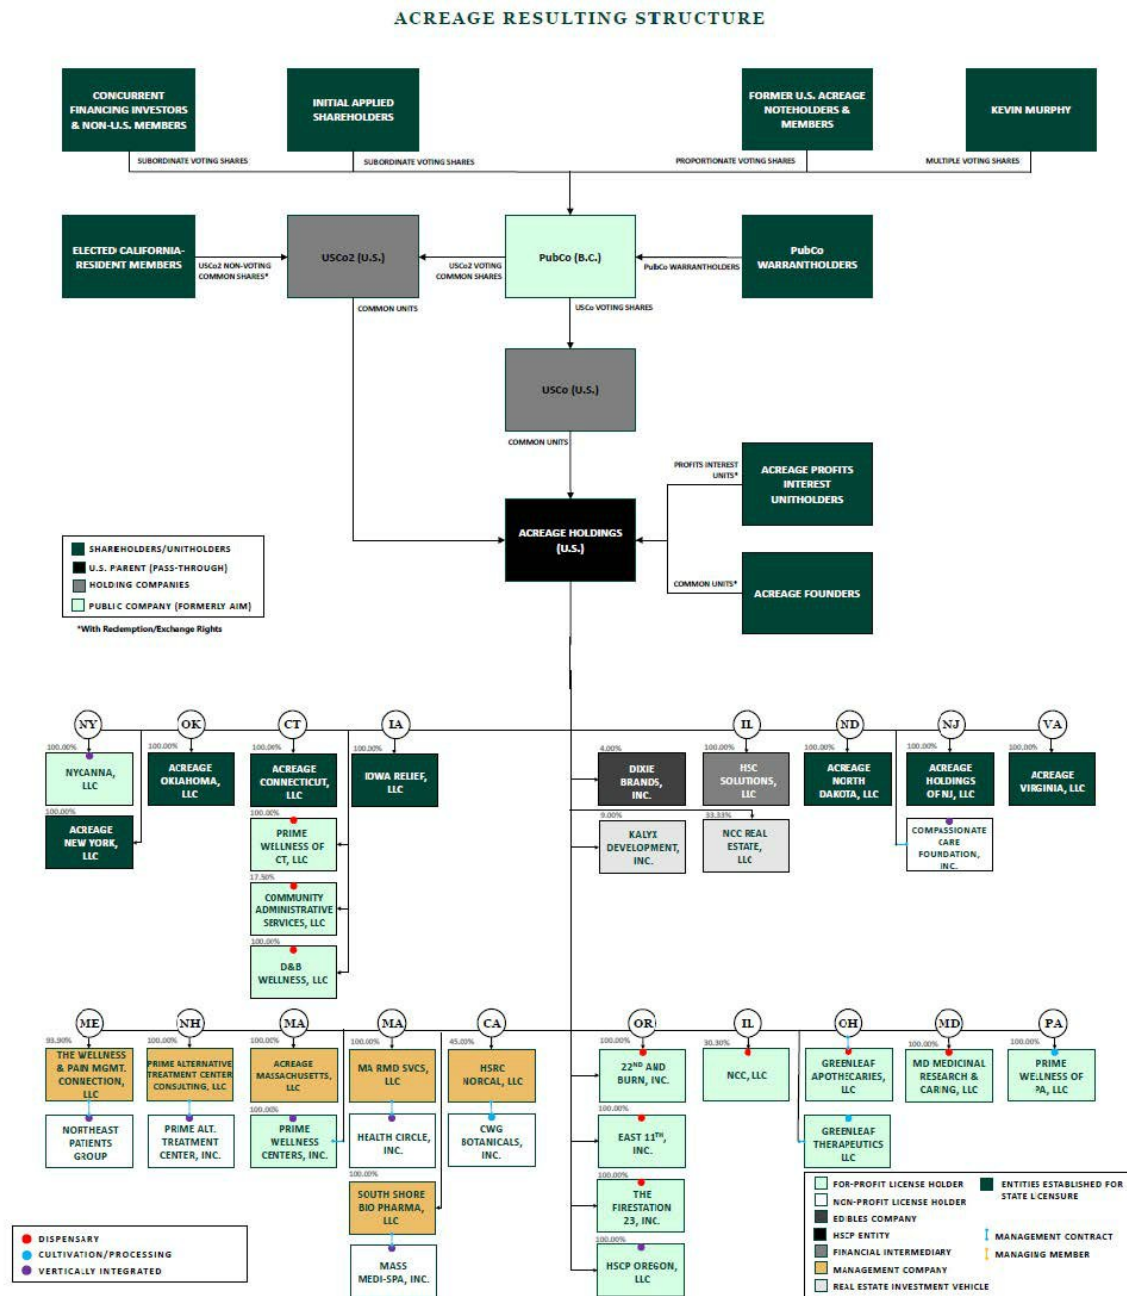 ACREAGE RESULTING STRUCTURE
CONCURRENT
FINANCING INVESTORS
& NON-U.S. MEMBERS
INITIAL APPLIED
SHAREHOLDERS
FORMER U.S. ACREAGE
NOTEHOLDERS &
MEMBERS
KEVIN MURPHY
SUBORDINATE VOTING SHARES
SUBORDINATE VOTING SHARES
PROPORTIONATE VOTING SHARES
MULTIPLE VOTING SHARES
ELECTED CALIFORNIA-
RESIDENT MEMBERS
USCo2 NON-VOTING
COMMON SHARES*
USCo2 (U.S.)
USCo2 VOTING
COMMON SHARES
PubCo (B.C.)
PubCo WARRANTHOLDERS
PubCo
WARRANTHOLDERS
COMMON UNITS
USCo VOTING SHARES
USCo (U.S.)
COMMON UNITS
PROFITS INTEREST
UNITS*
ACREAGE PROFITS
INTEREST
UNITHOLDERS
ACREAGE HOLDINGS
(U.S.)
COMMON UNITS*
ACREAGE FOUNDERS
SHAREHOLDERS/UNITHOLDERS
U.S. PARENT (PASS-THROUGH)
HOLDING COMPANIES
PUBLIC COMPANY (FORMERLY AIM)
*With Redemption/Exchange Rights
NY
OK
CT
IA
IL
ND
NJ
VA
100.00%
NYCANNA,
LLC
100.00%
ACREAGE
NEW YORK,
LLC
100.00%
ACREAGE
OKLAHOMA,
LLC
100.00%
ACREAGE
CONNECTICUT,
LLC
100.00%
PRIME
WELLNESS OF
CT, LLC
17.50%
COMMUNITY
ADMINISTRATIVE
SERVICES, LLC
100.00%
D&B
WELLNESS, LLC
100.00%
IOWA RELIEF,
LLC
4.00%
DIXIE
BRANDS,
INC.
9.00%
KALYX
DEVELOPMENT,
INC.
100.00%
HSC
SOLUTIONS,
LLC
33.33%
NCC REAL
ESTATE,
LLC
100.00%
ACREAGE
NORTH
DAKOTA, LLC
100.00%
ACREAGE
HOLDINGS
OF NJ, LLC
COMPASSIONATE
CARE
FOUNDATION,
INC.
100.00%
ACREAGE
VIRGINIA, LLC
ME
NH
MA
MA
CA
OR
IL
OH
MD
PA
93.90%
THE WELLNESS
& PAIN MGMT.
CONNECTION,
LLC
NORTHEAST
PATIENTS
GROUP
100.00%
PRIME ALTERNATIVE
TREATMENT CENTER
CONSULTING, LLC
PRIME ALT.
TREATMENT
CENTER, INC.
100.00%
ACREAGE
MASSACHUSETTS,
LLC
100.00%
PRIME
WELLNESS
CENTERS, INC.
100.00%
MA RMD SVCS,
LLC
HEALTH CIRCLE,
INC.
100.00%
SOUTH SHORE
BIO PHARMA,
LLC
MASS
MEDI-SPA, INC.
45.00%
HSRC
NORCAL, LLC
CWG
BOTANICALS,
INC.
100.00%
22ND AND
BURN, INC.
100.00%
EAST 11TH,
INC.
100.00%
THE
FIRESTATION
23, INC.
100.00%
HSCP OREGON,
LLC
30.30%
NCC, LLC
GREENLEAF
APOTHECARIES,
LLC
GREENLEAF
THERAPEUTICS
LLC
100.00%
MD MEDICINAL
RESEARCH &
CARING, LLC
100.00%
PRIME
WELLNESS OF
PA, LLC
DISPENSARY
CULTIVATION/PROCESSING
VERTICALLY INTEGRATED
FOR-PROFIT LICENSE HOLDER
NON-PROFIT LICENSE HOLDER
EDIBLES COMPANY
HSCP ENTITY
FINANCIAL INTERMEDIARY
MANAGEMENT COMPANY
REAL ESTATE INVESTMENT VEHICLE
ENTITIES ESTABLISHED FOR
STATE LICENSURE
MANAGEMENT CONTRACT
MANAGING MEMBER